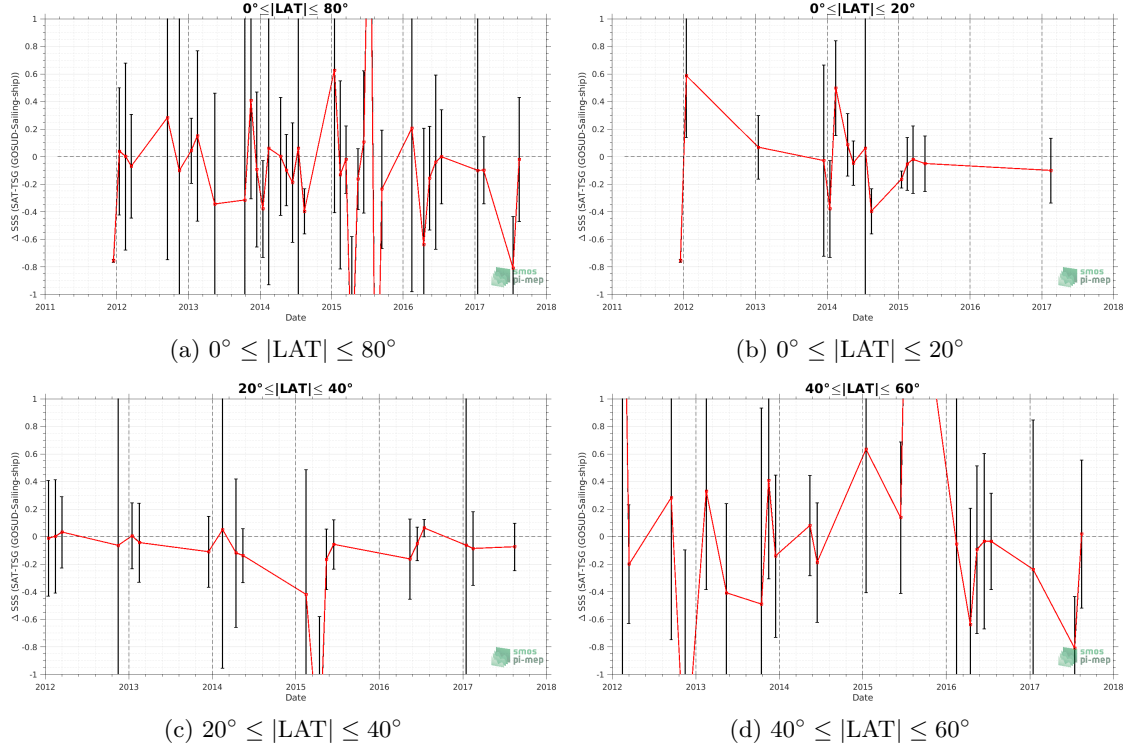 0°≤|LAT|≤ 80°
1
0.8
0.6
0.4
0.2
0
-0.2
-0.4
-0.6
-0.8
-1
Δ SSS (SAT-TSG (GOSUD-Sailing-ship))
2011 2012 2013 2014 2015 2016 2017 2018
Date
smos
pi-mep
(a) 0° ≤ |LAT| ≤ 80°
0°≤|LAT|≤ 20°
1
0.8
0.6
0.4
0.2
0
-0.2
-0.4
-0.6
-0.8
-1
Δ SSS (SAT-TSG (GOSUD-Sailing-ship))
2011 2012 2013 2014 2015 2016 2017 2018
Date
smos
pi-mep
(b) 0° ≤ |LAT| ≤ 20°
20°≤|LAT|≤ 40°
1
0.8
0.6
0.4
0.2
0
-0.2
-0.4
-0.6
-0.8
-1
Δ SSS (SAT-TSG (GOSUD-Sailing-ship))
2012 2013 2014 2015 2016 2017 2018
Date
smos
pi-mep
(c) 20° ≤ |LAT| ≤ 40°
40°≤|LAT|≤ 60°
1
0.8
0.6
0.4
0.2
0
-0.2
-0.4
-0.6
-0.8
-1
Δ SSS (SAT-TSG (GOSUD-Sailing-ship))
2012 2013 2014 2015 2016 2017 2018
Date
smos
pi-mep
(d) 40° ≤ |LAT| ≤ 60°